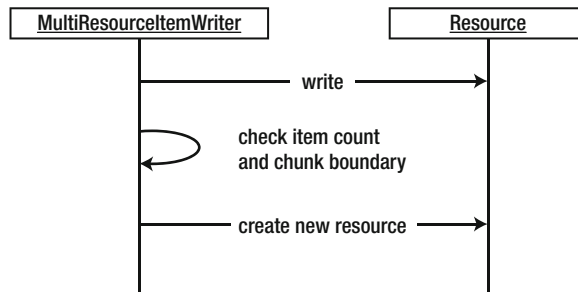 MultiResourceItemWriter
Resource
write
check item count
and chunk boundary
create new resource